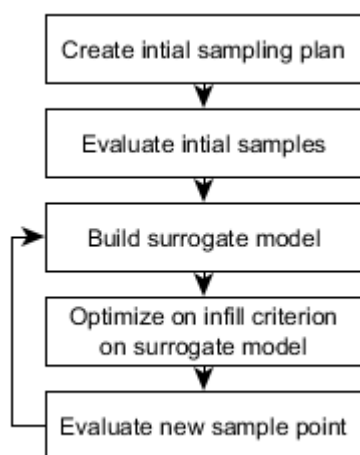 Create intial sampling plan
Evaluate intial samples
Build surrogate model
Optimize on infill criterion
on surrogate model
Evaluate new sample point